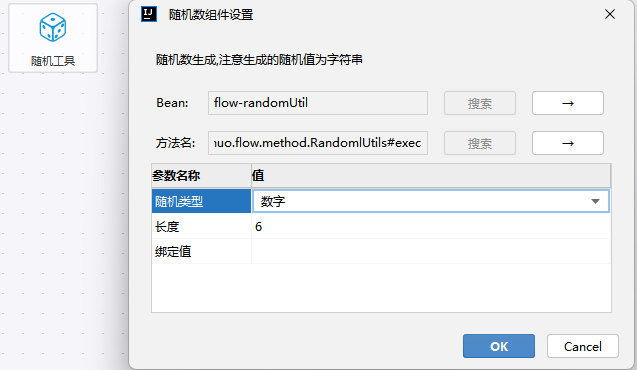 随机工具
随机数组件设置
随机数生成,注意生成的随机值为字符串
Bean: flow-randomUtil 搜索 →
方法名: ıuo.flow.method.RandomlUtils#exec 搜索 →
参数名称 值
随机类型 数字
长度 6
绑定值
OK Cancel